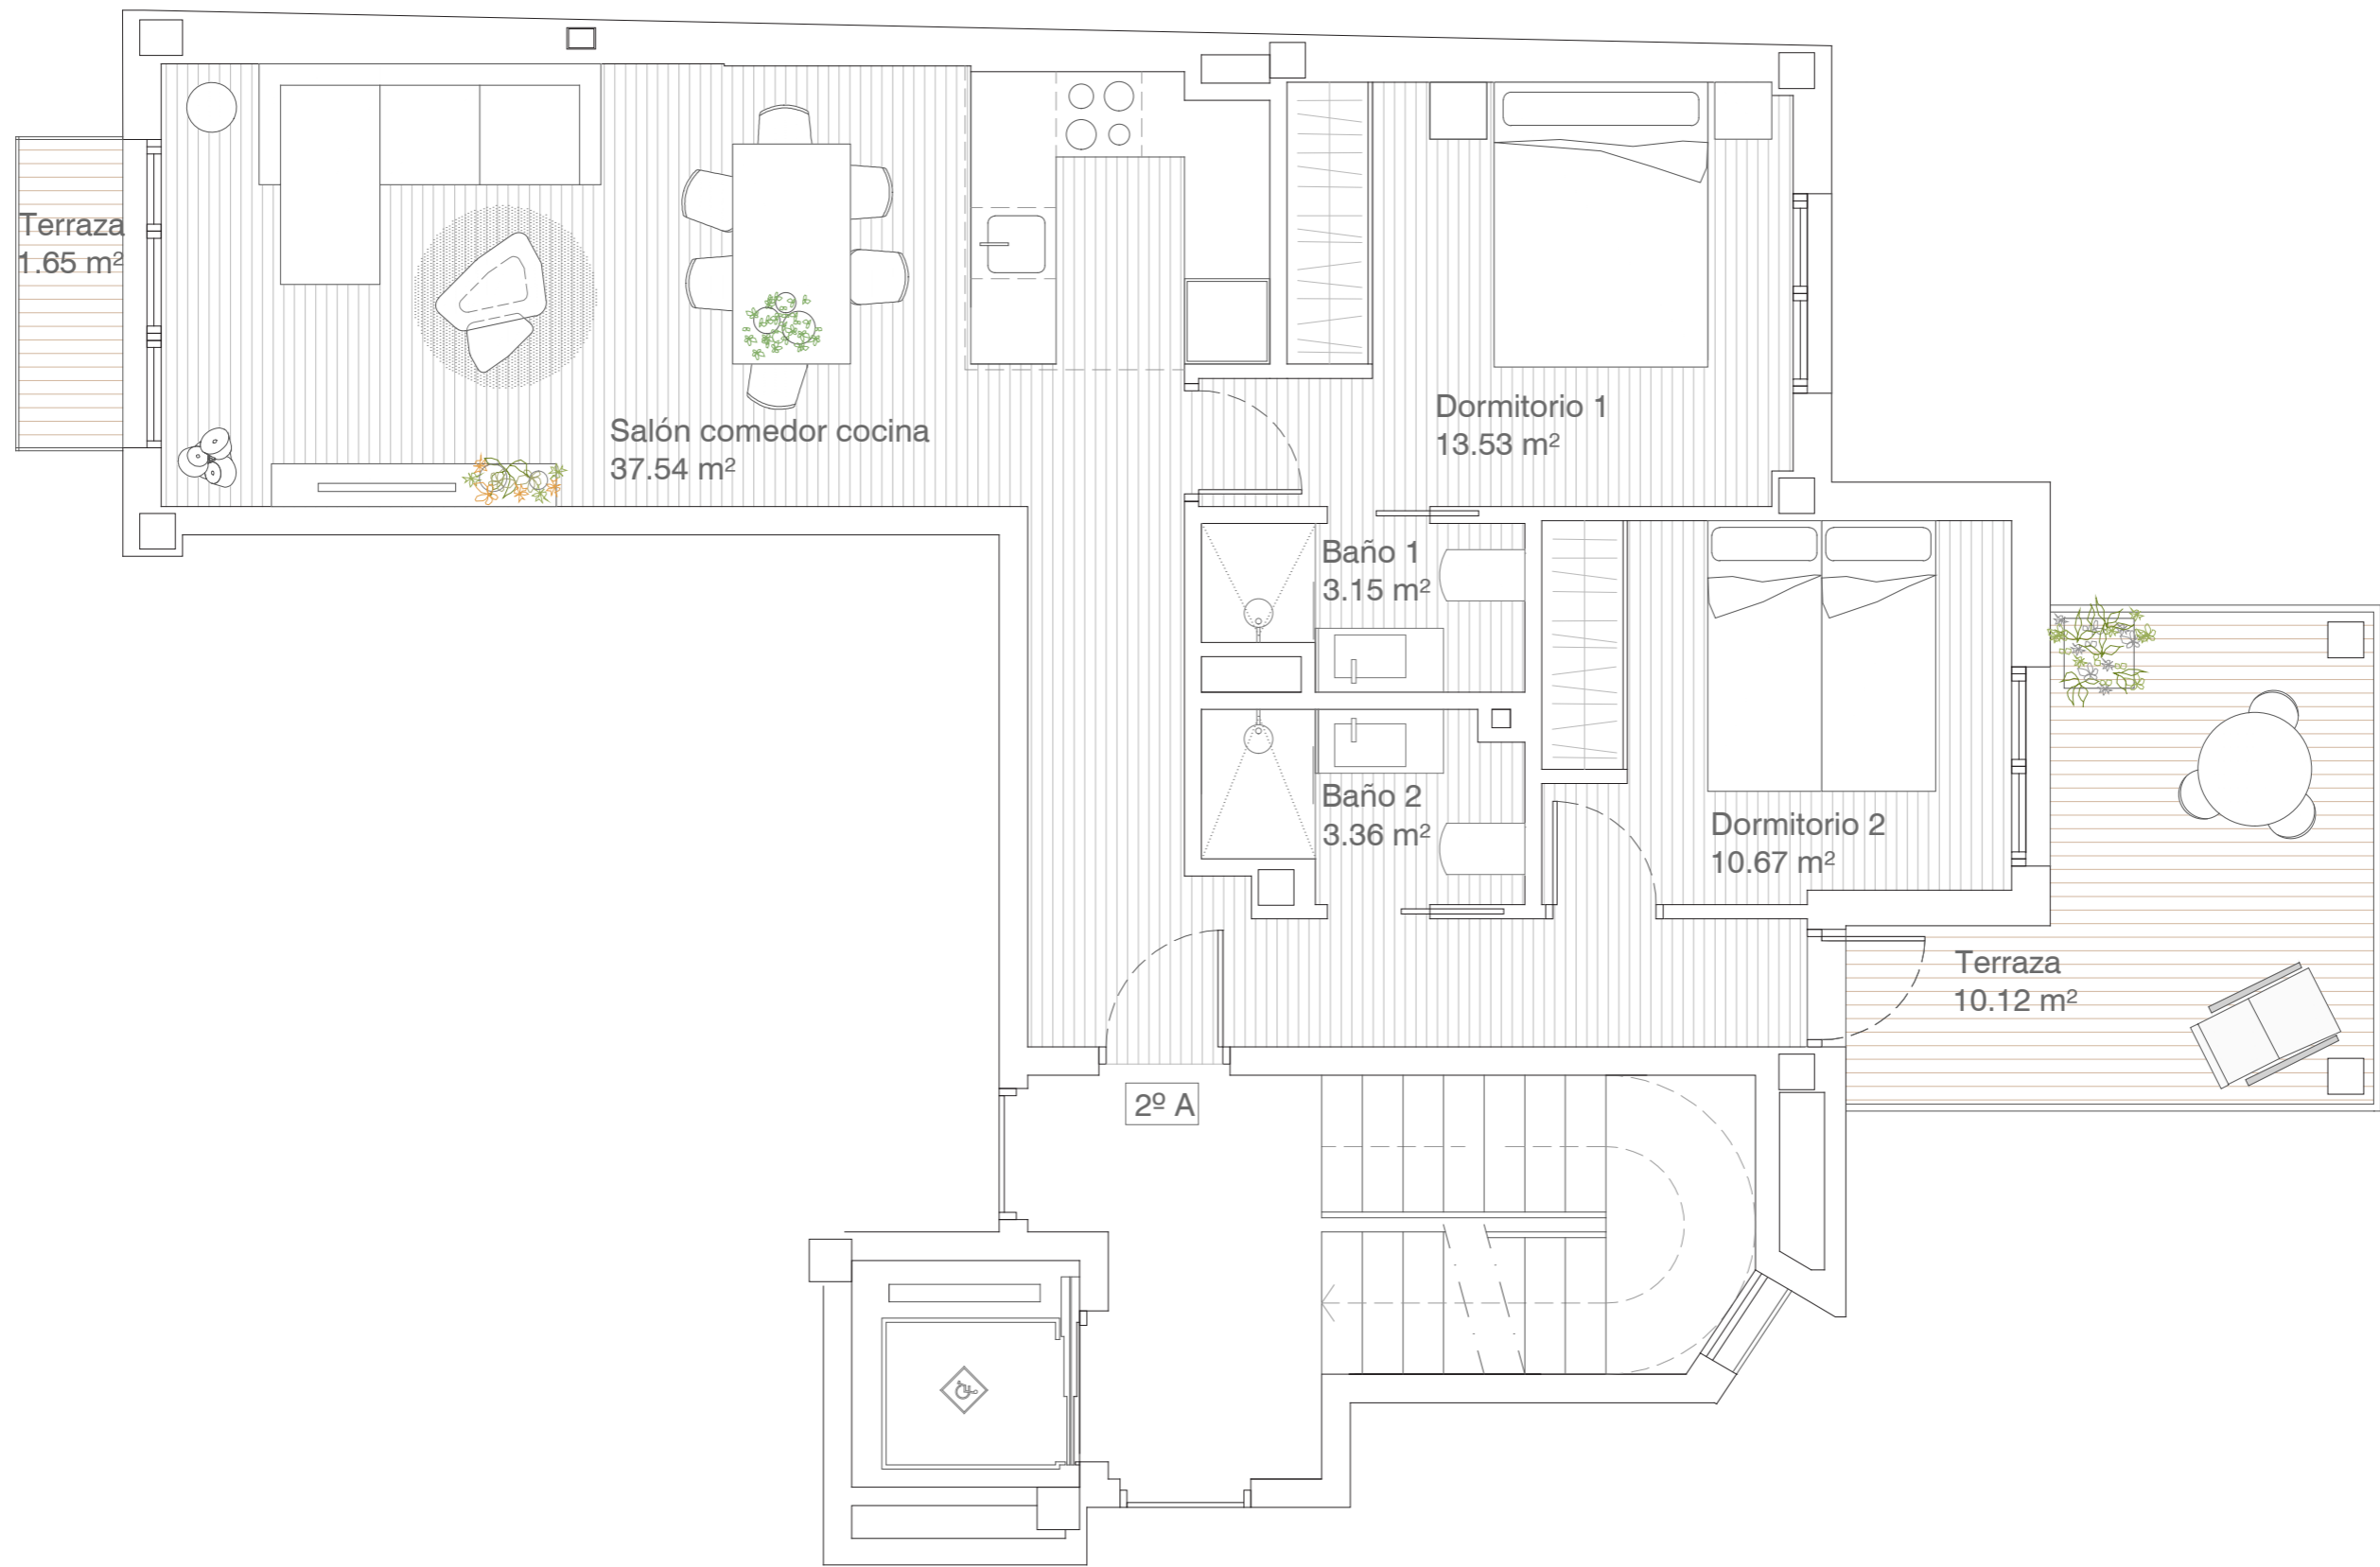 Terraza
1.65 m²
Salón comedor cocina
37.54 m²
Dormitorio 1
13.53 m²
Baño 1
3.15 m²
Baño 2
3.36 m²
Dormitorio 2
10.67 m²
Terraza
10.12 m²
2º A